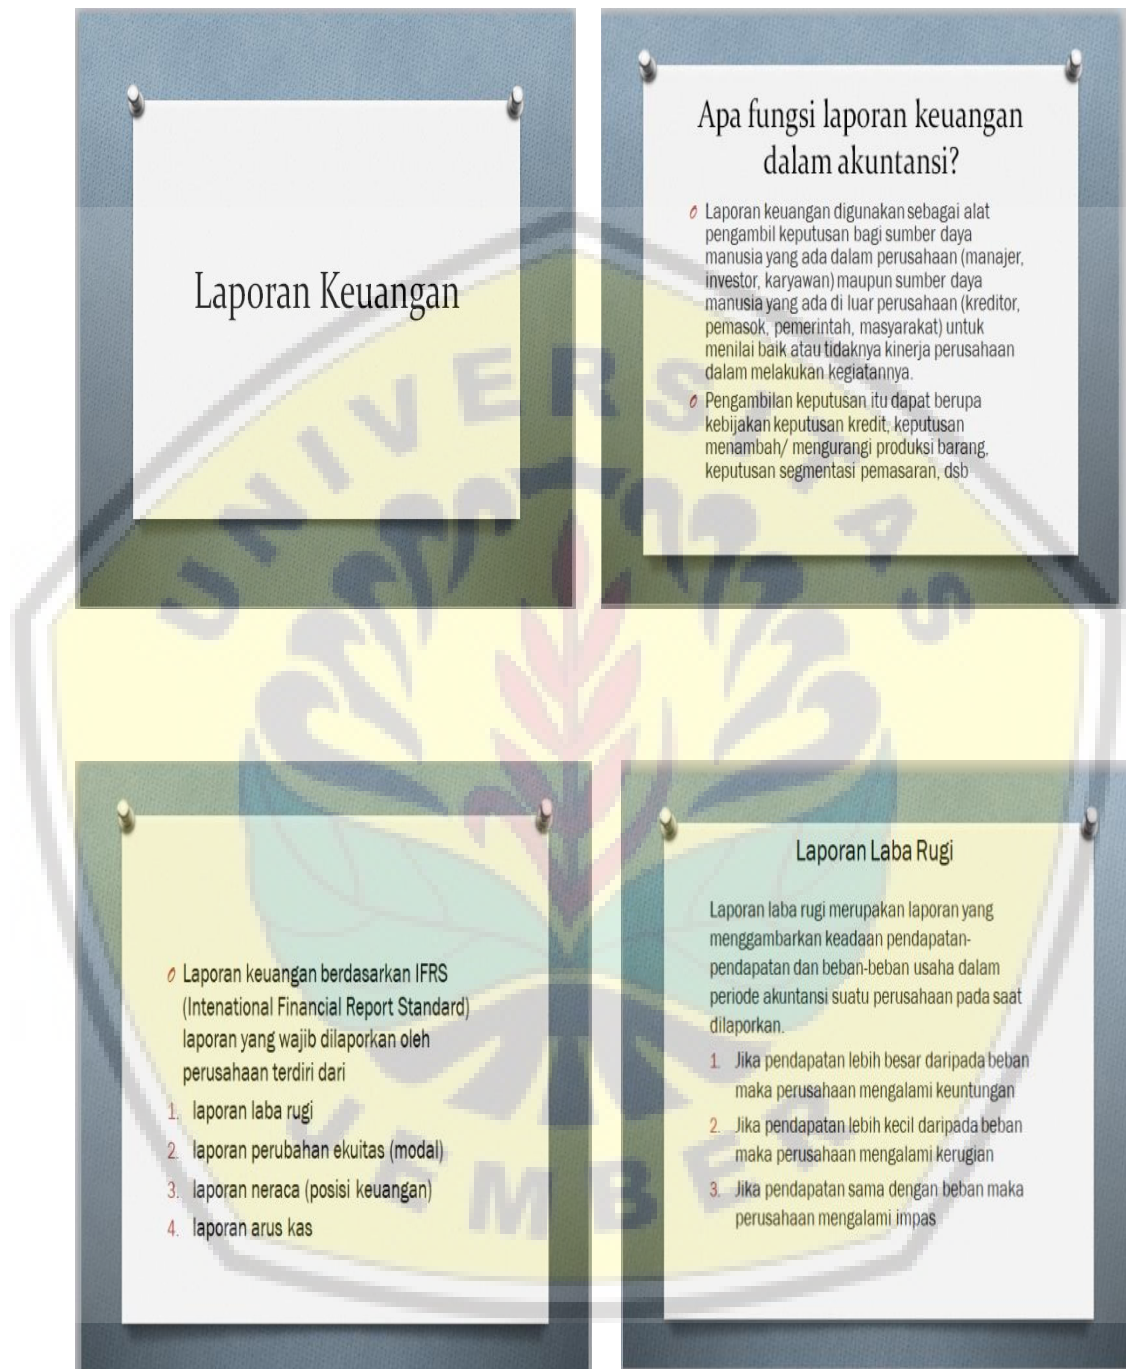 Laporan Keuangan
Apa fungsi laporan keuangan
dalam akuntansi?
Laporan keuangan digunakan sebagai alat
pengambil keputusan bagi sumber daya
manusia yang ada dalam perusahaan (manajer,
investor, karyawan) maupun sumber daya
manusia yang ada di luar perusahaan (kreditor,
pemasok, pemerintah, masyarakat) untuk
menilai baik atau tidaknya kinerja perusahaan
dalam melakukan kegiatannya.
Pengambilan keputusan itu dapat berupa
kebijakan keputusan kredit, keputusan
menambah/ mengurangi produksi barang,
keputusan segmentasi pemasaran, dsb
Laporan keuangan berdasarkan IFRS
(Intenational Financial Report Standard)
laporan yang wajib dilaporkan oleh
perusahaan terdiri dari
1. laporan laba rugi
2. laporan perubahan ekuitas (modal)
3. laporan neraca (posisi keuangan)
4. laporan arus kas
Laporan Laba Rugi
Laporan laba rugi merupakan laporan yang
menggambarkan keadaan pendapatan-
pendapatan dan beban-beban usaha dalam
periode akuntansi suatu perusahaan pada saat
dilaporkan.
1. Jika pendapatan lebih besar daripada beban
maka perusahaan mengalami keuntungan
2. Jika pendapatan lebih kecil daripada beban
maka perusahaan mengalami kerugian
3. Jika pendapatan sama dengan beban maka
perusahaan mengalami impas
UNIVERSITAS
JEMBER